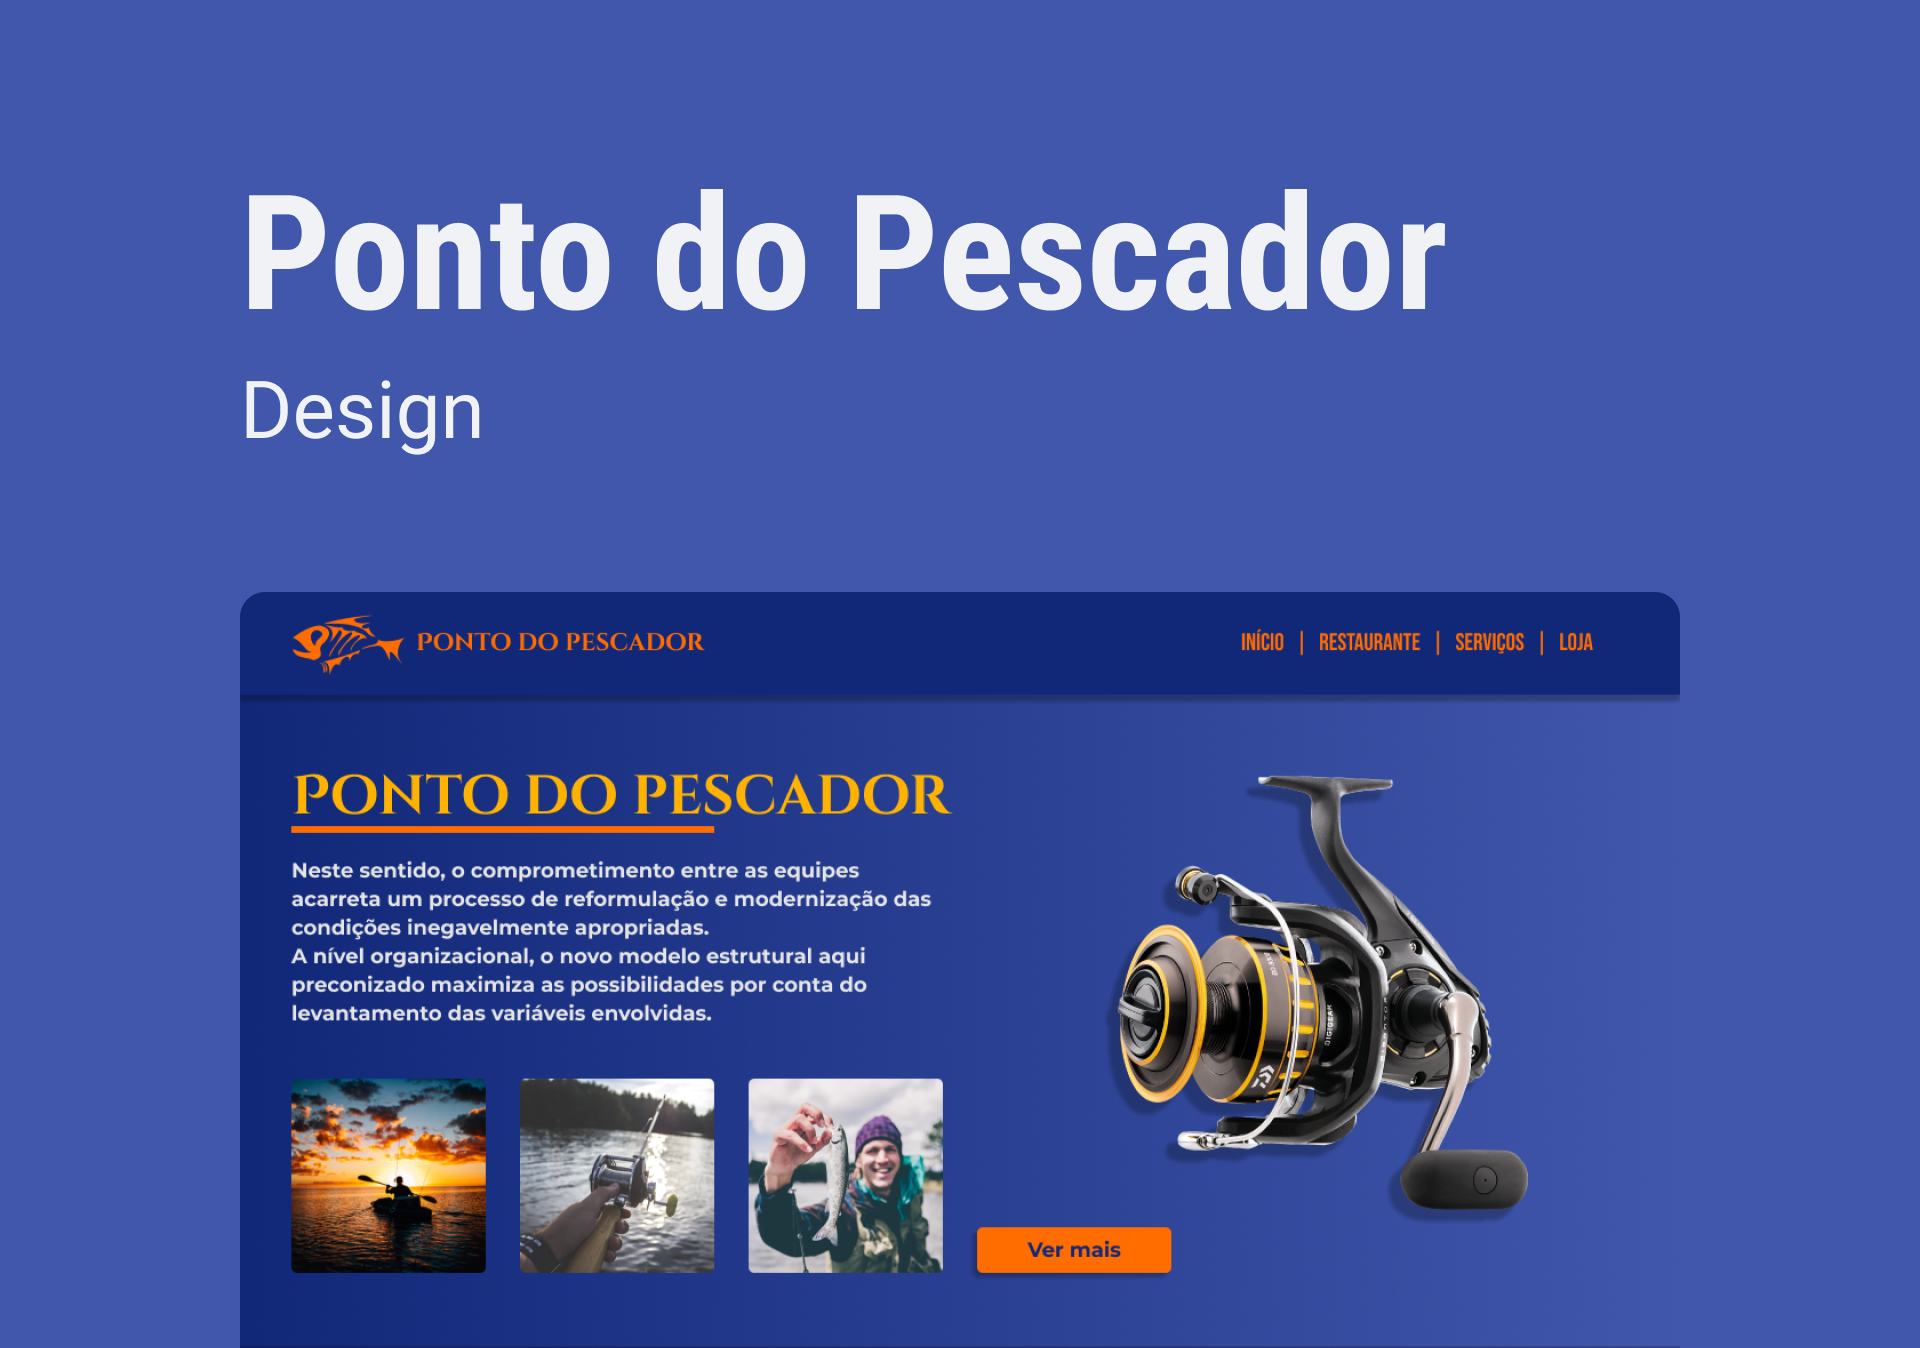 Ponto do Pescador
Design
PONTO DO PESCADOR
INÍCIO | RESTAURANTE | SERVIÇOS | LOJA
PONTO DO PESCADOR
Neste sentido, o comprometimento entre as equipes
acarreta um processo de reformulação e modernização das
condições inegavelmente apropriadas.
A nível organizacional, o novo modelo estrutural aqui
preconizado maximiza as possibilidades por conta do
levantamento das variáveis envolvidas.
DIGIGEAR
Ver mais